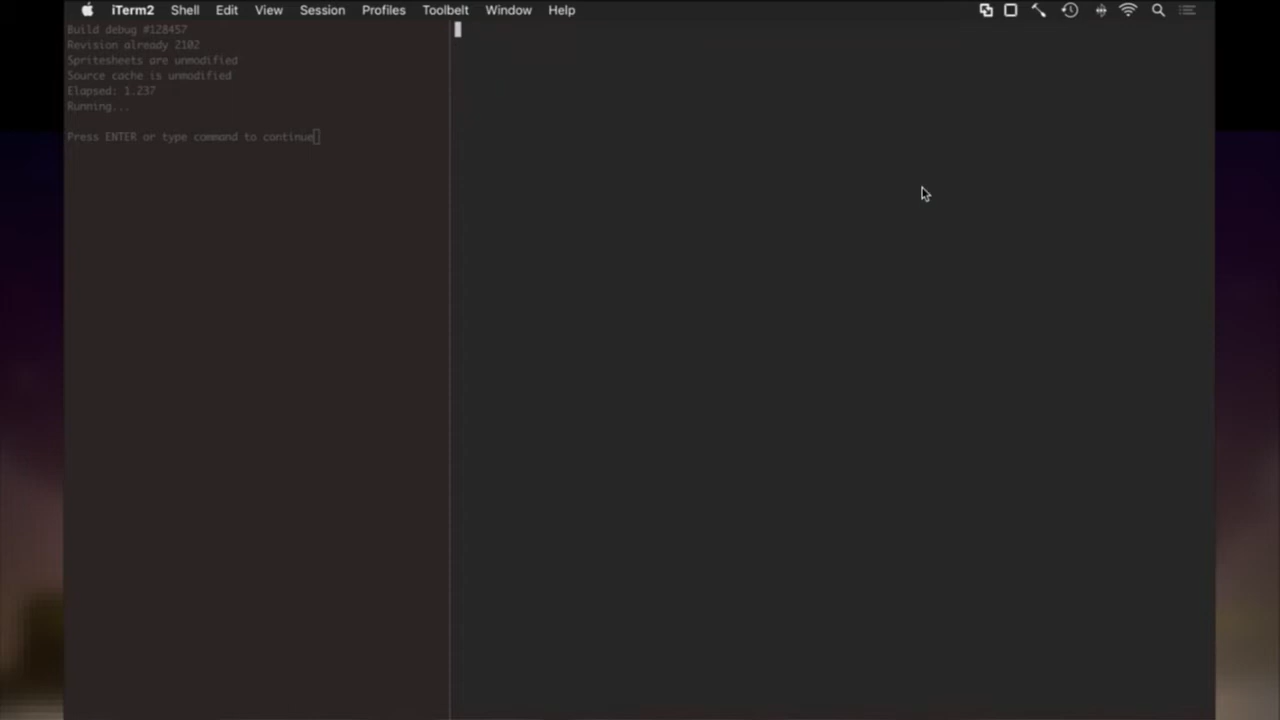 iTerm2 Shell Edit View Session Profiles Toolbelt Window Help
Build debug #128457
Revision already 2102
Spritesheets are unmodified
Source cache is unmodified
Elapsed: 1.237
Running...
Press ENTER or type command to continue